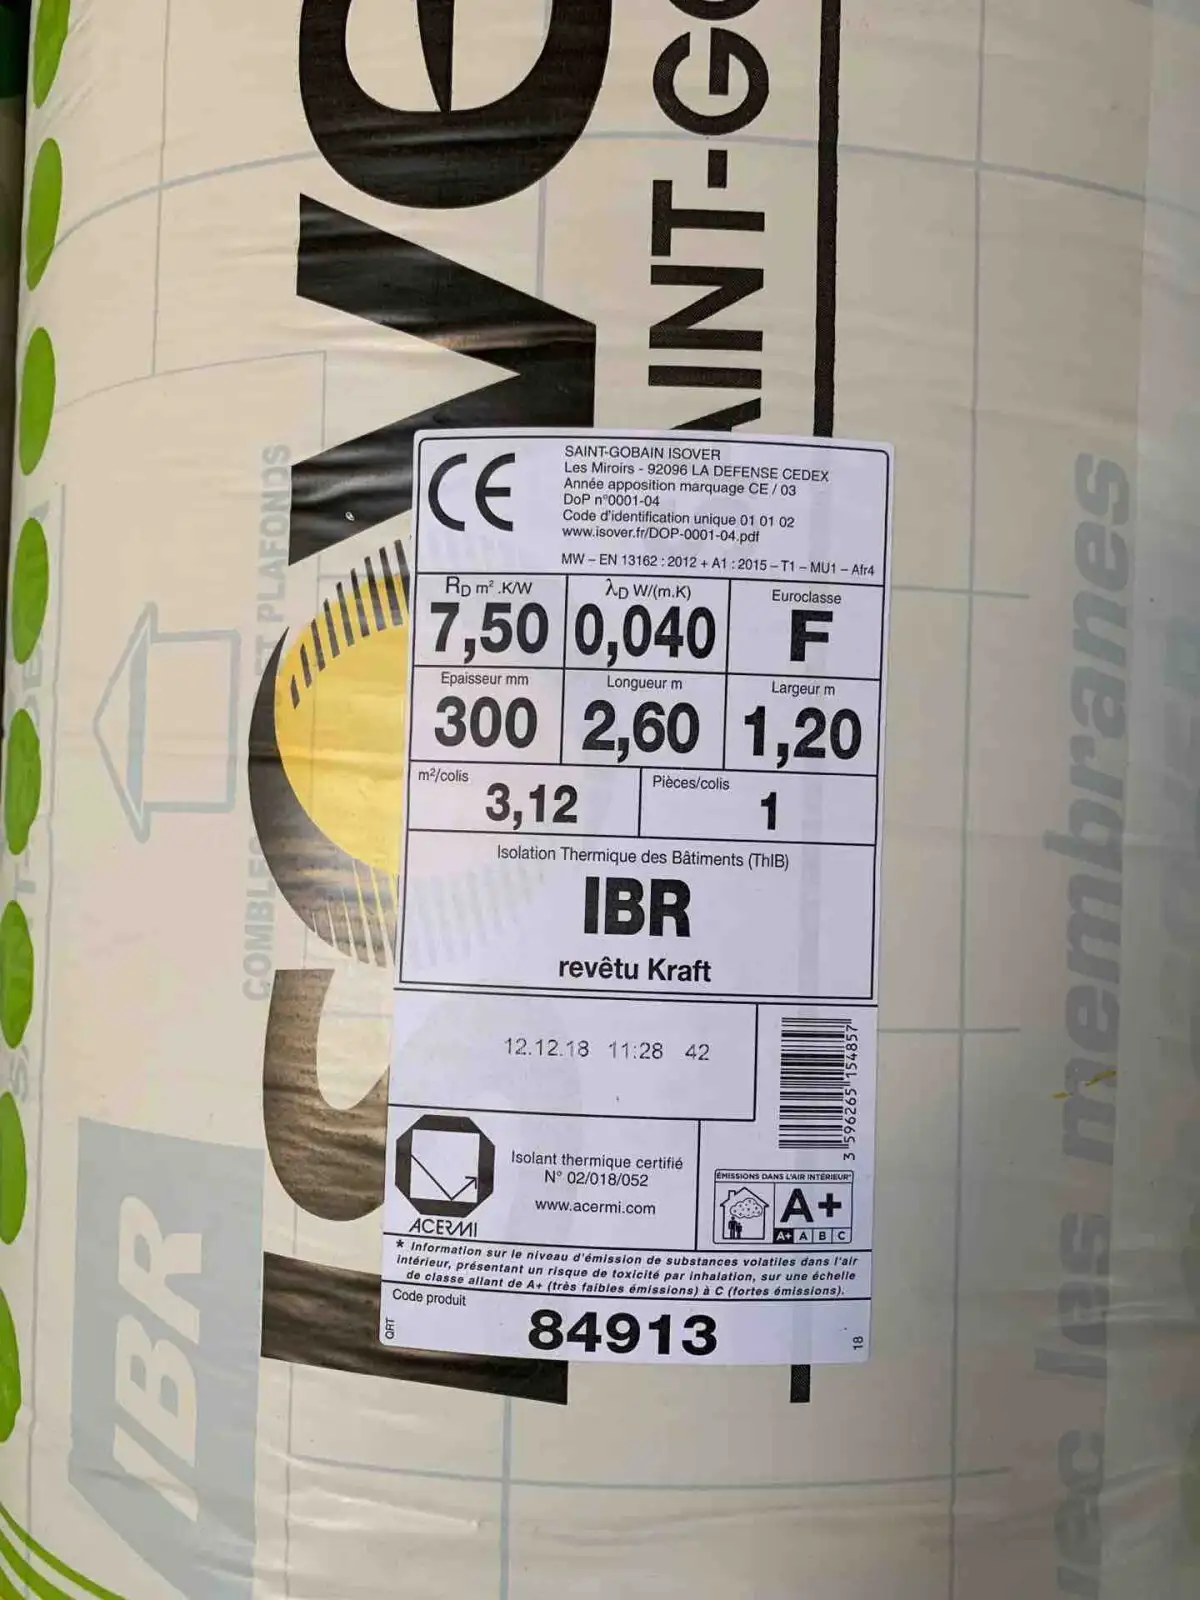 isove
SAINT-GO
COMBLES ET PLAFONDS
IBR
membranes
avec les membranes
CE
SAINT-GOBAIN ISOVER
Les Miroirs - 92096 LA DEFENSE CEDEX
Année apposition marquage CE / 03
DoP n°0001-04
Code d'identification unique 01 01 02
www.isover.fr/DOP-0001-04.pdf
MW – EN 13162 : 2012 + A1 : 2015 – T1 – MU1 – Afr4
RD m² .K/W
7,50
λD W/(m.K)
0,040
Euroclasse
F
Epaisseur mm
300
Longueur m
2,60
Largeur m
1,20
m²/colis
3,12
Pièces/colis
1
Isolation Thermique des Bâtiments (ThIB)
IBR
revêtu Kraft
12.12.18 11:28 42
3 596265 154857
ACERMI
Isolant thermique certifié
N° 02/018/052
www.acermi.com
ÉMISSIONS DANS L'AIR INTÉRIEUR*
A+
A+ A B C
* Information sur le niveau d'émission de substances volatiles dans l'air
intérieur, présentant un risque de toxicité par inhalation, sur une échelle
de classe allant de A+ (très faibles émissions) à C (fortes émissions).
Code produit
84913
QRT
18